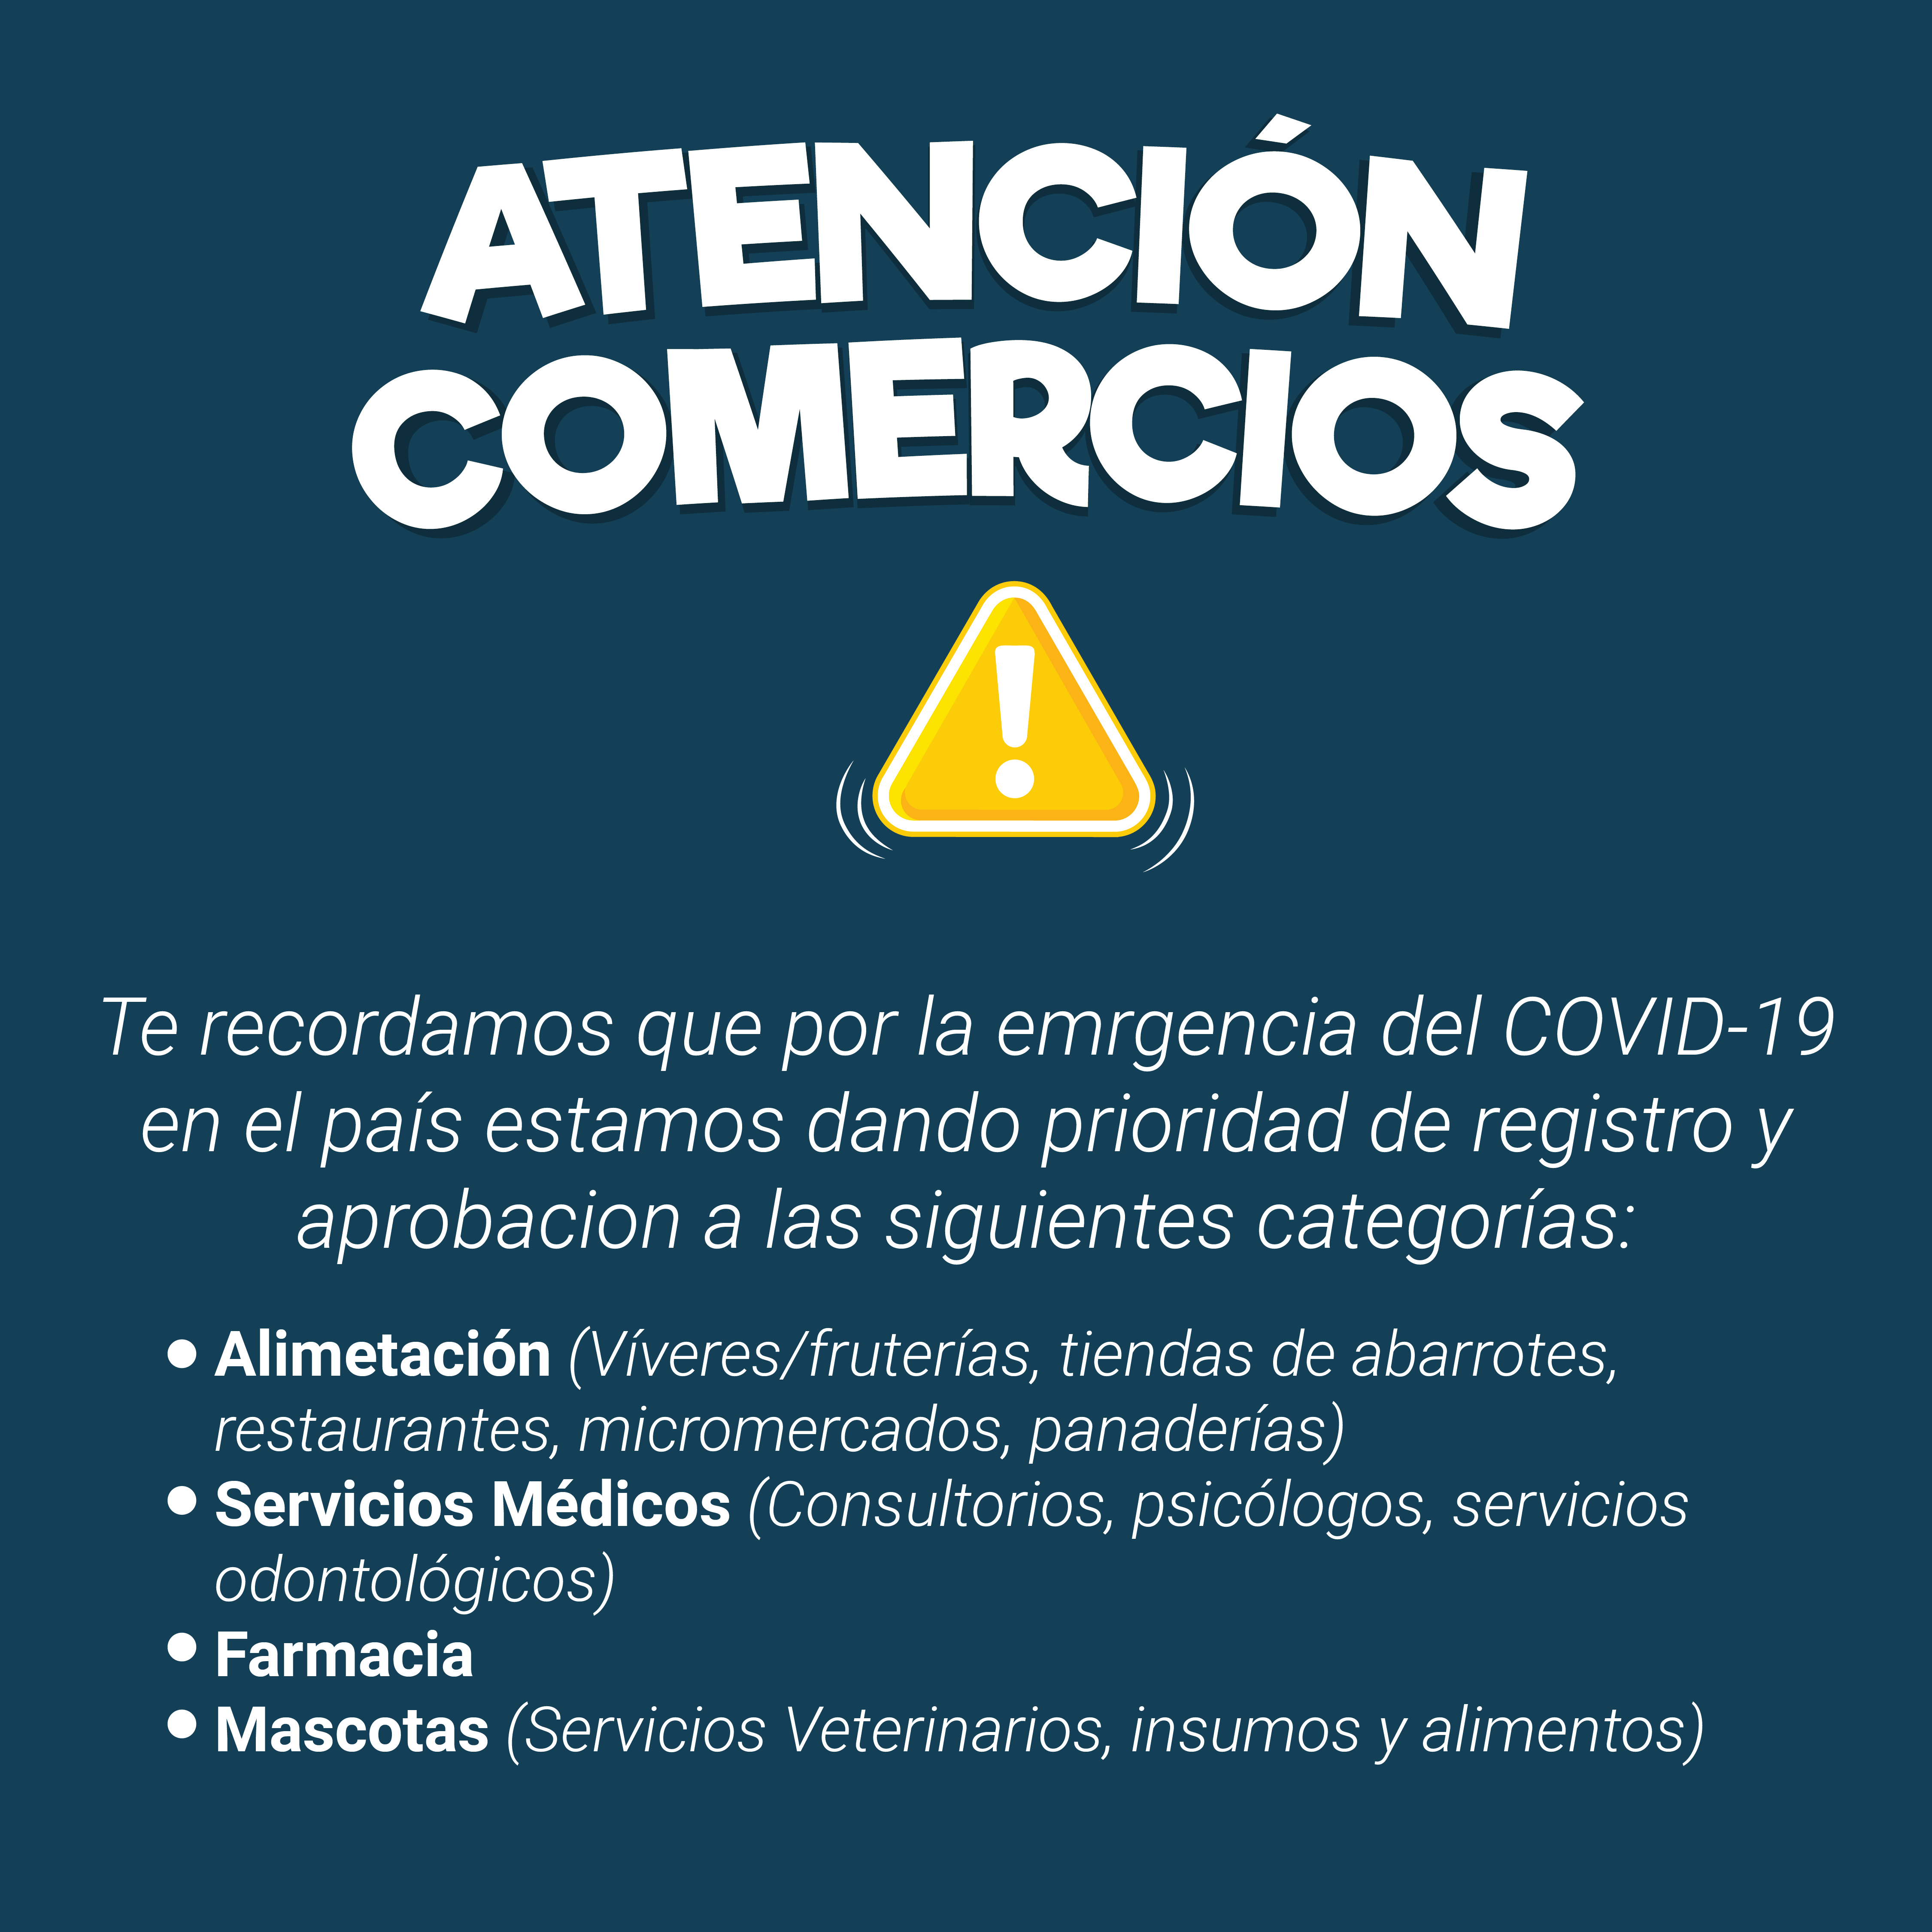 ATENCIÓN
COMERCIOS
Te recordamos que por la emrgencia del COVID-19
en el país estamos dando prioridad de registro y
aprobacion a las siguientes categorías:
• Alimetación (Víveres/fruterías, tiendas de abarrotes,
restaurantes, micromercados, panaderías)
• Servicios Médicos (Consultorios, psicólogos, servicios
odontológicos)
• Farmacia
• Mascotas (Servicios Veterinarios, insumos y alimentos)